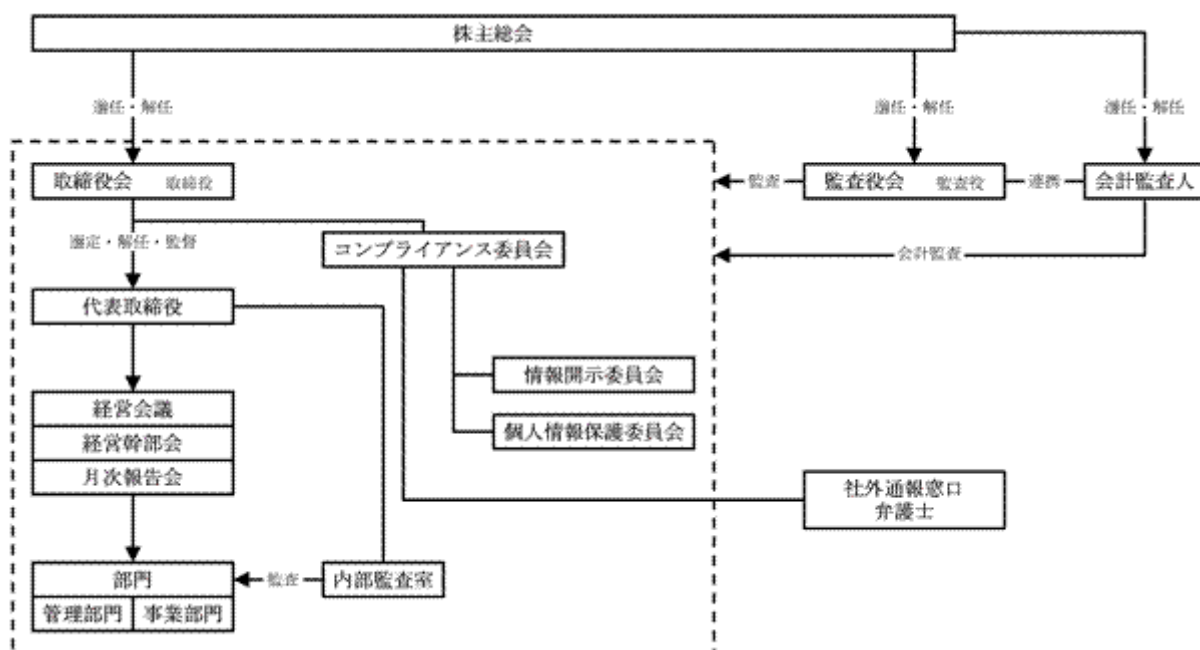 株主総会
選任・解任
選任・解任
選任・解任
取締役会 取締役
監査
監査役会 監査役
連携
会計監査人
選定・解任・監督
コンプライアンス委員会
会計監査
代表取締役
情報開示委員会
経営会議
個人情報保護委員会
経営幹部会
月次報告会
社外通報窓口
弁護士
部門
監査
内部監査室
管理部門
事業部門